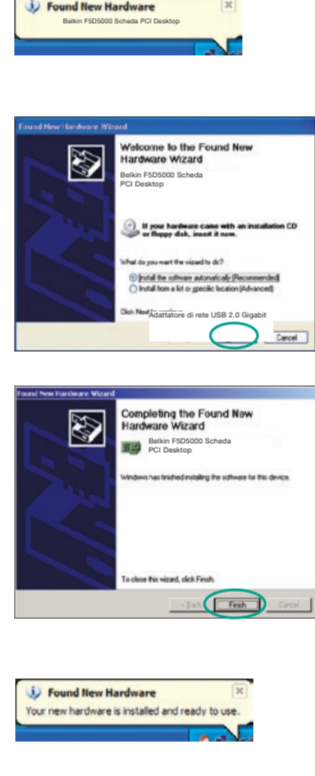 Found New Hardware
Belkin F5D5000 Scheda PCI Desktop
Found New Hardware Wizard
Welcome to the Found New
Hardware Wizard
Belkin F5D5000 Scheda
PCI Desktop
If your hardware came with an installation CD
or floppy disk, insert it now.
What do you want the wizard to do?
Install the software automatically (Recommended)
Install from a list or specific location (Advanced)
Click Next
Adattatore di rete USB 2.0 Gigabit
Cancel
Found New Hardware Wizard
Completing the Found New
Hardware Wizard
Belkin F5D5000 Scheda
PCI Desktop
Windows has finished installing the software for this device.
To close this wizard, click Finish.
< Back
Finish
Cancel
Found New Hardware
Your new hardware is installed and ready to use.